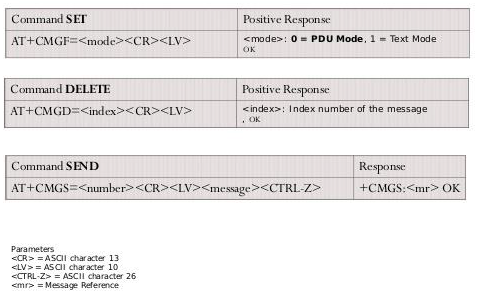 Command SET Positive Response
AT+CMGF=<mode><CR><LV> <mode>: 0 = PDU Mode, 1 = Text Mode
OK
Command DELETE Positive Response
AT+CMGD=<index><CR><LV> <index>: Index number of the message
, OK
Command SEND Response
AT+CMGS=<number><CR><LV><message><CTRL-Z> +CMGS:<mr> OK
Parameters
<CR> = ASCII character 13
<LV> = ASCII character 10
<CTRL-Z> = ASCII character 26
<mr> = Message Reference